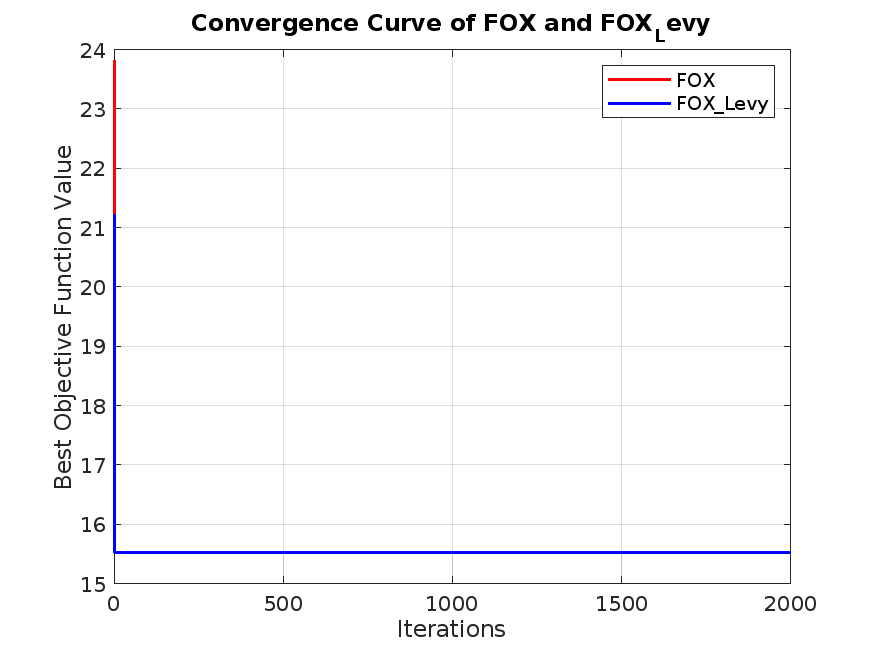 Convergence Curve of FOX and FOX_Levy
24
23
22
21
20
19
18
17
16
15
Best Objective Function Value
FOX
FOX_Levy
0 500 1000 1500 2000
Iterations